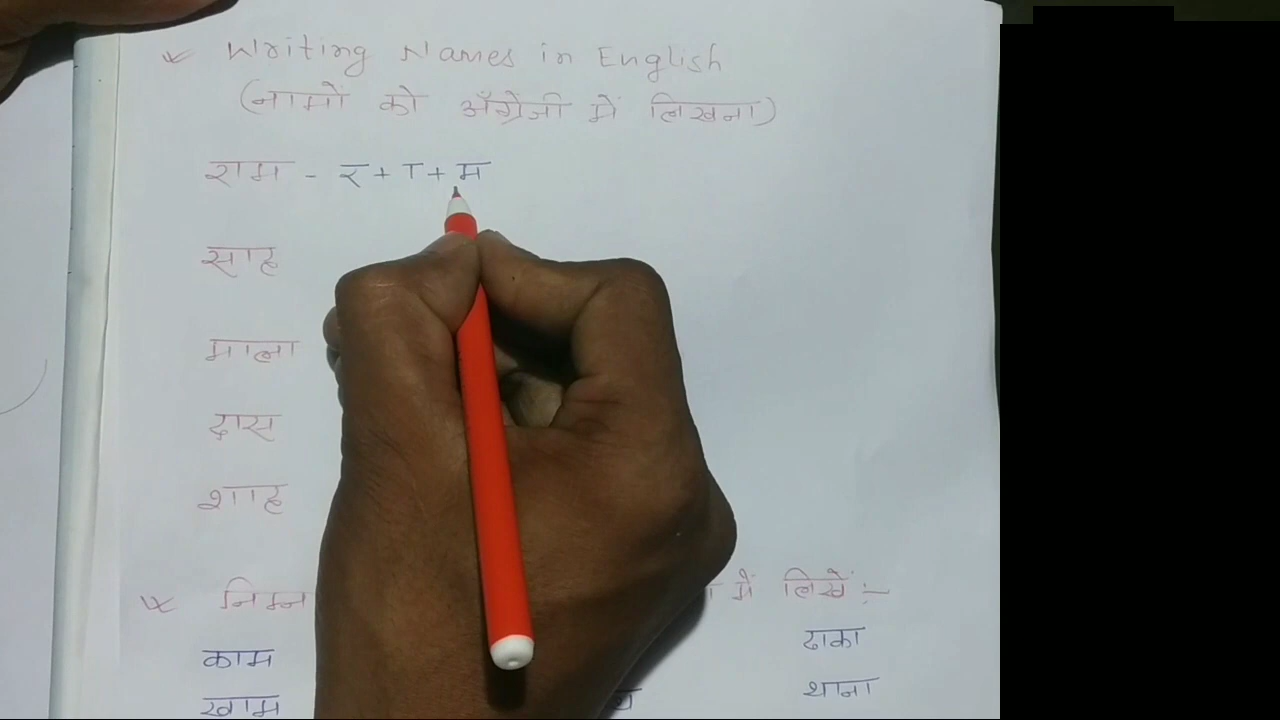 Writing Names in English
(नामों को अँग्रेजी में लिखना)
राम - र + ा + म
साह
माला
दास
शाह
निम्न में लिखें :-
काम ढाका
खाम थाना